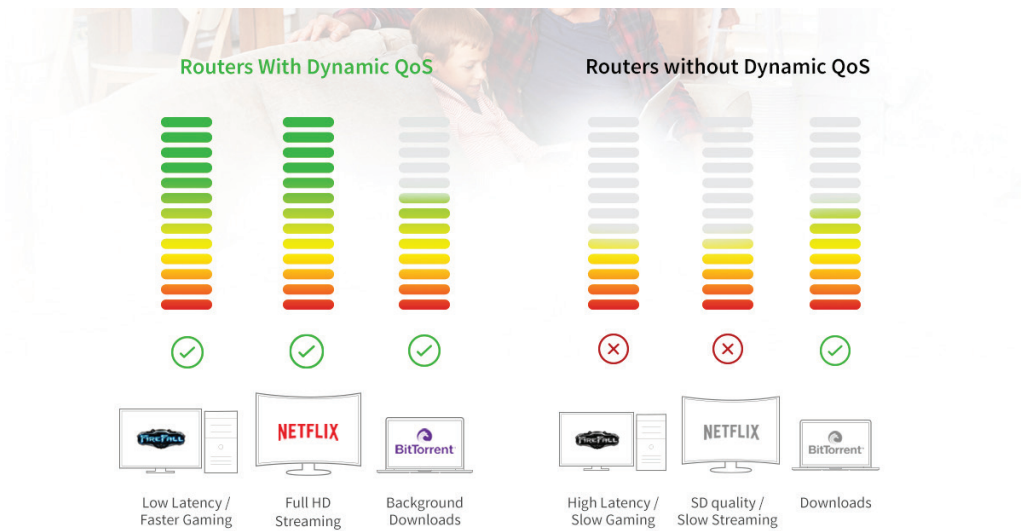 Routers With Dynamic QoS
Routers without Dynamic QoS
FIREFALL
NETFLIX
BitTorrent
FIREFALL
NETFLIX
BitTorrent
Low Latency /
Faster Gaming
Full HD
Streaming
Background
Downloads
High Latency /
Slow Gaming
SD quality /
Slow Streaming
Downloads